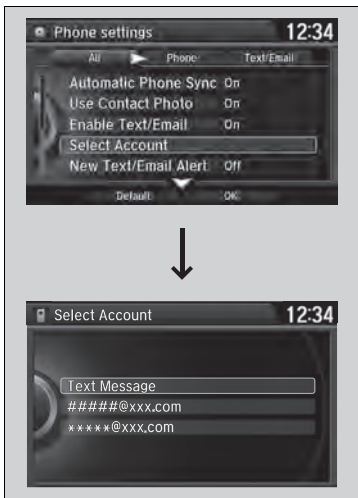 Phone settings 12:34
All Phone Text/Email
Automatic Phone Sync On
Use Contact Photo On
Enable Text/Email On
Select Account
New Text/Email Alert Off
Default OK
Select Account 12:34
Text Message
#####@xxx.com
*****@xxx.com